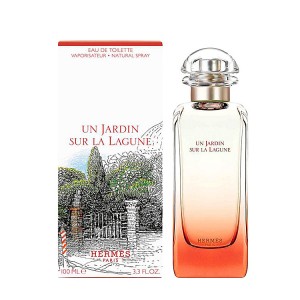 EAU DE TOILETTE
VAPORISATEUR • NATURAL SPRAY
UN JARDIN
SUR LA LAGUNE
HERMÈS
PARIS
100 ML 3.3 FL.OZ.
UN JARDIN
SUR LA LAGUNE
HERMÈS
PARIS